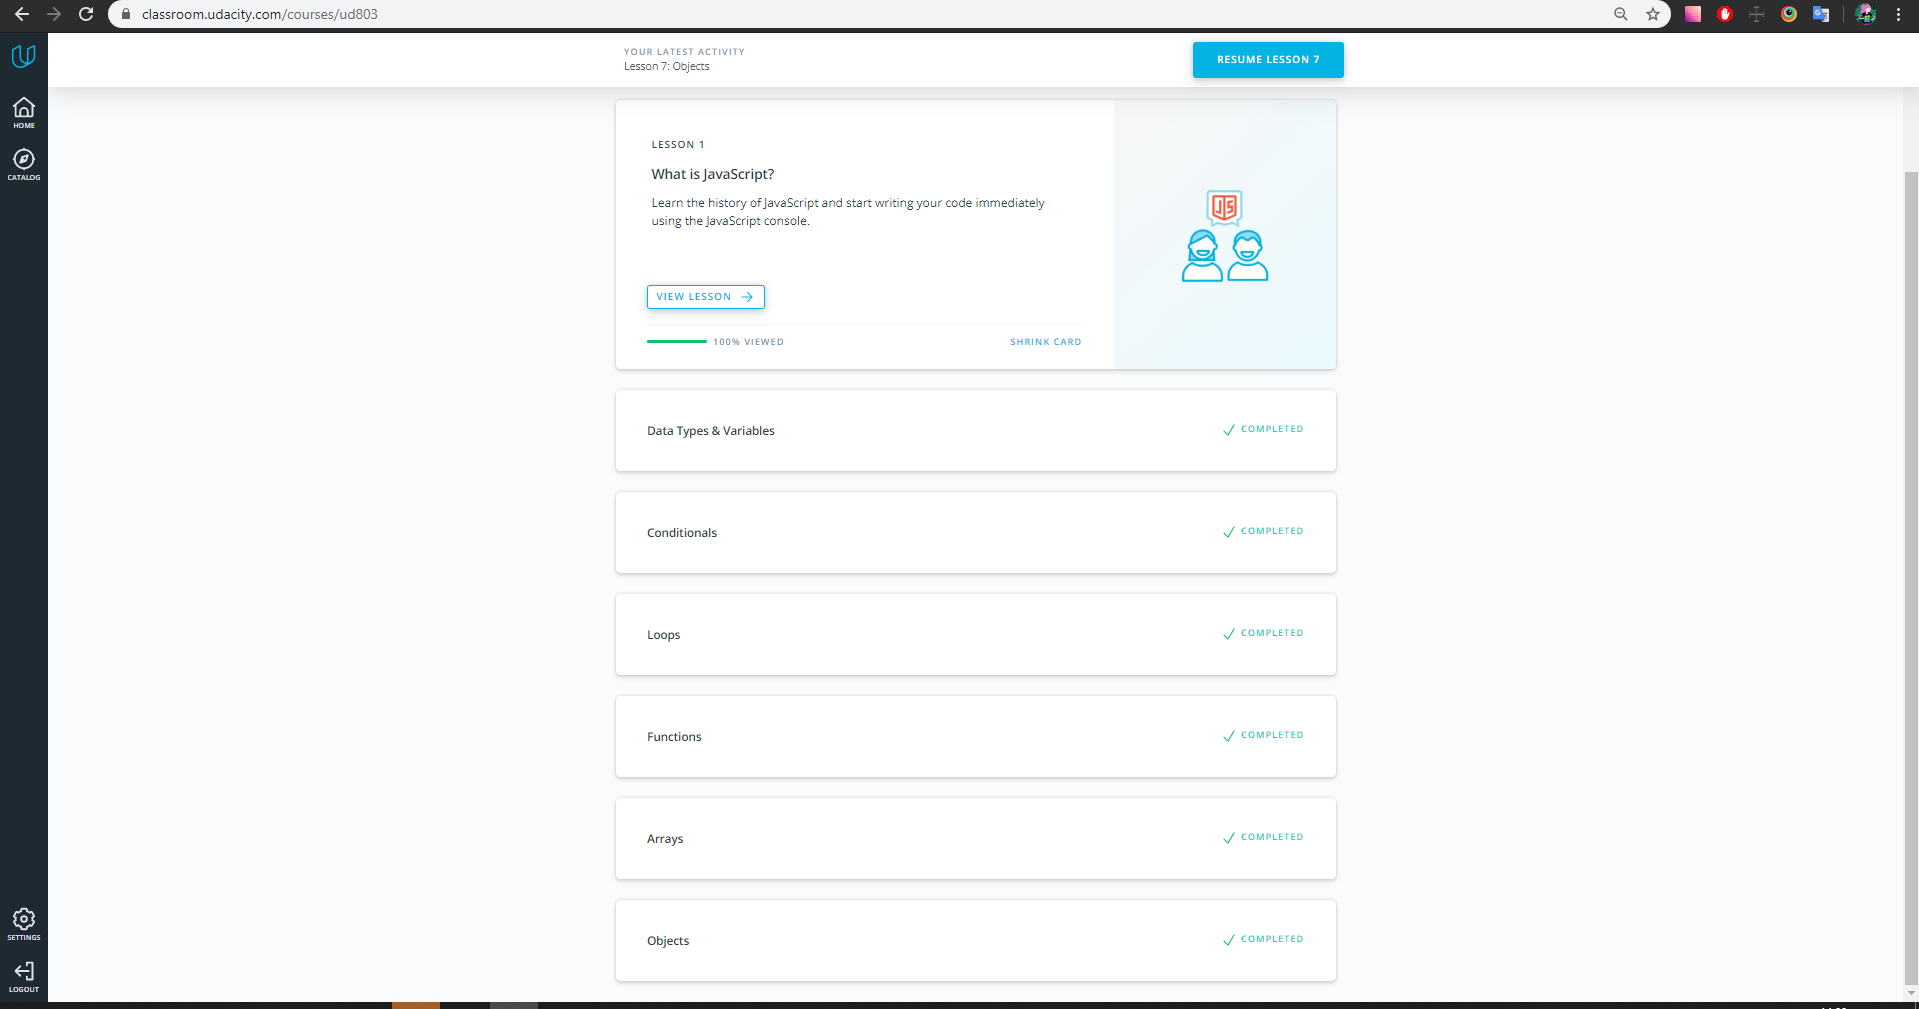 classroom.udacity.com/courses/ud803
YOUR LATEST ACTIVITY
Lesson 7: Objects
RESUME LESSON 7
HOME
CATALOG
LESSON 1
What is JavaScript?
Learn the history of JavaScript and start writing your code immediately
using the JavaScript console.
JS
VIEW LESSON
100% VIEWED
SHRINK CARD
Data Types & Variables
COMPLETED
Conditionals
COMPLETED
Loops
COMPLETED
Functions
COMPLETED
Arrays
COMPLETED
Objects
COMPLETED
SETTINGS
LOGOUT